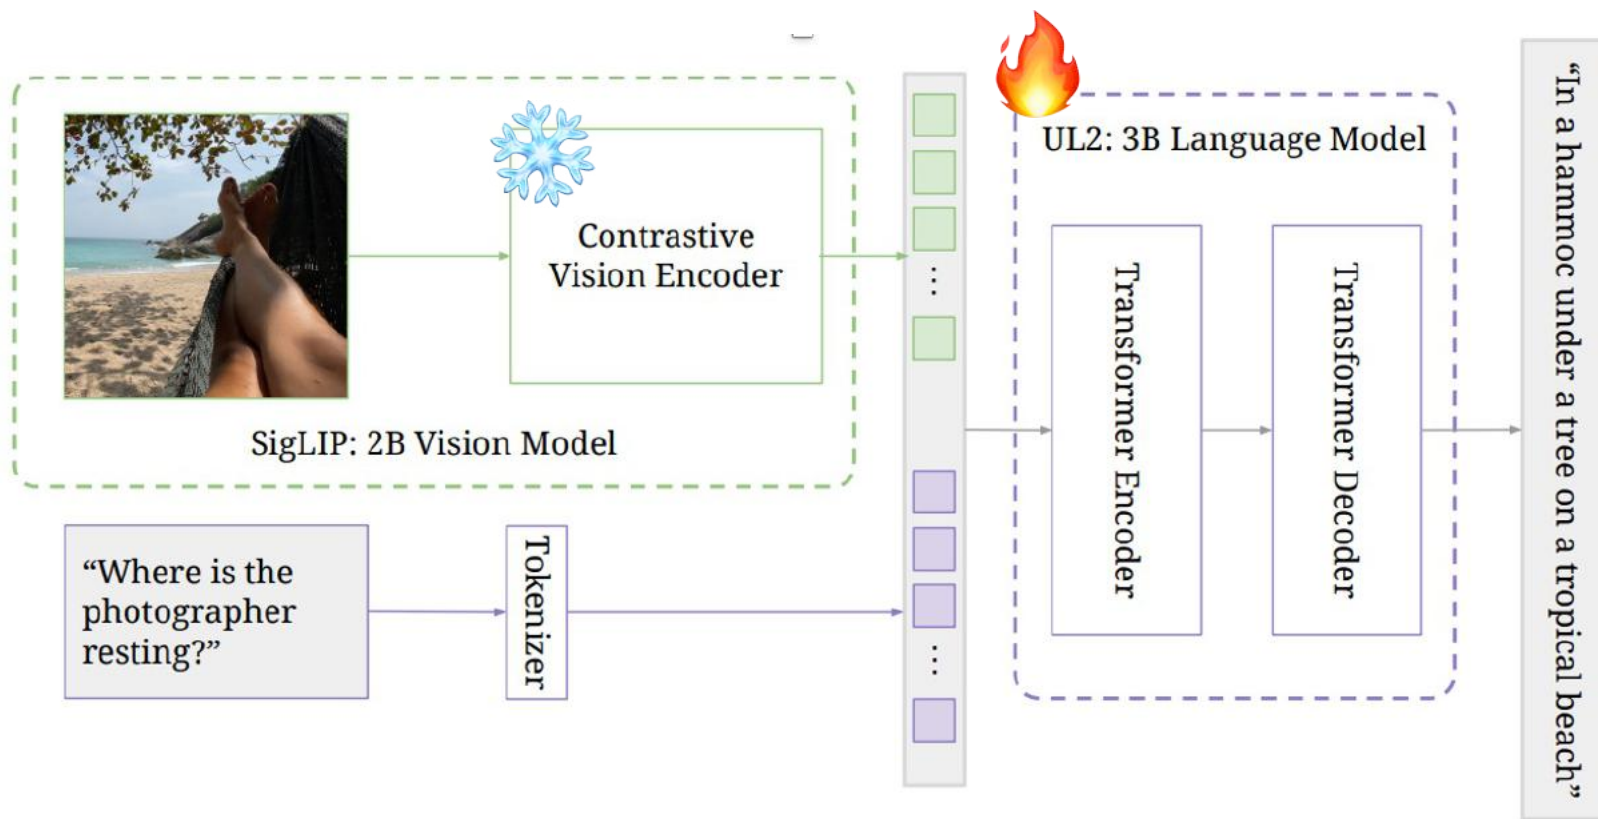 Contrastive
Vision Encoder
SigLIP: 2B Vision Model
“Where is the
photographer
resting?”
Tokenizer
UL2: 3B Language Model
Transformer Encoder
Transformer Decoder
“In a hammoc under a tree on a tropical beach”